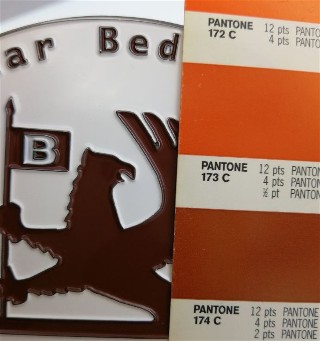 ar Bed
B
PANTONE 12 pts PANTO
172 C 4 pts PANTO
PANTONE 12 pts PANTON
173 C 4 pts PANTON
½ pt PANTON
PANTONE 12 pts PANTONE
174 C 4 pts PANTONE
2 pts PANTONE